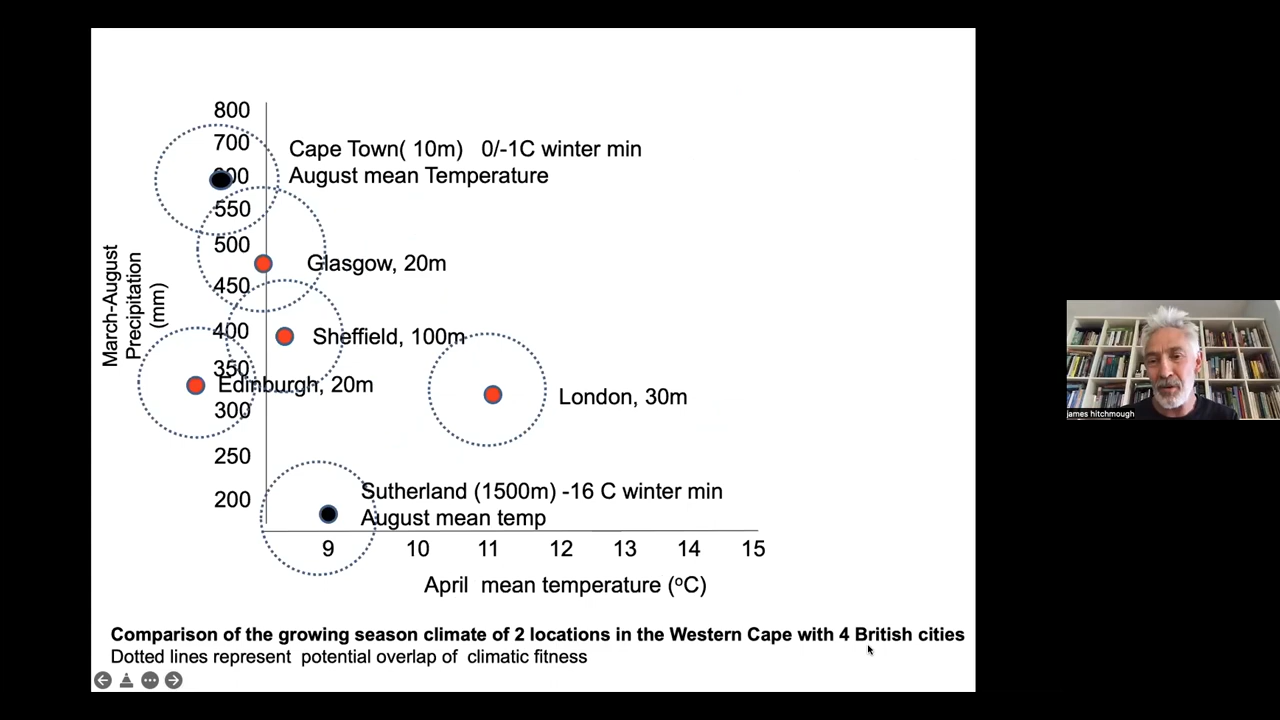 800
Cape Town( 10m) 0/-1C winter min
700
August mean Temperature
550
500
Glasgow, 20m
450
March-August
Precipitation
(mm)
400
Sheffield, 100m
350
Edinburgh, 20m
London, 30m
300
250
Sutherland (1500m) -16 C winter min
200
August mean temp
9 10 11 12 13 14 15
April mean temperature (oC)
Comparison of the growing season climate of 2 locations in the Western Cape with 4 British cities
Dotted lines represent potential overlap of climatic fitness
james hitchmough